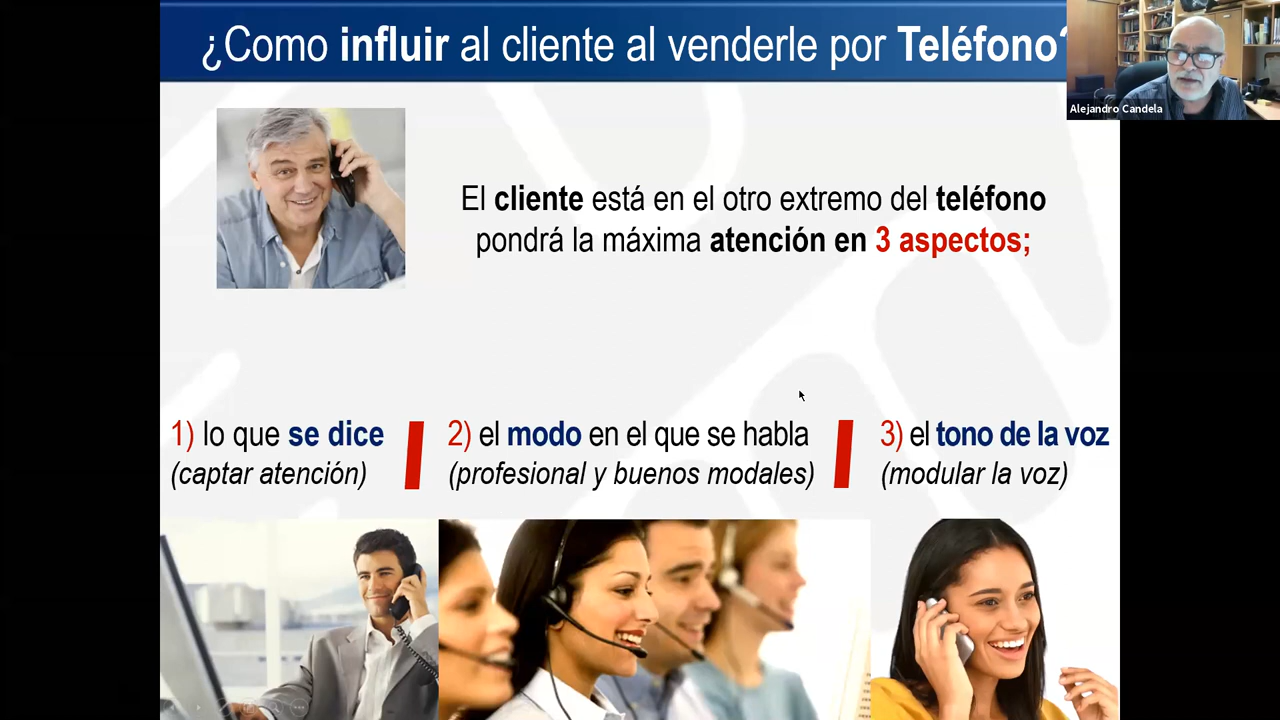 ¿Como influir al cliente al venderle por Teléfono?
Alejandro Candela
El cliente está en el otro extremo del teléfono
pondrá la máxima atención en 3 aspectos;
1) lo que se dice
(captar atención)
2) el modo en el que se habla
(profesional y buenos modales)
3) el tono de la voz
(modular la voz)